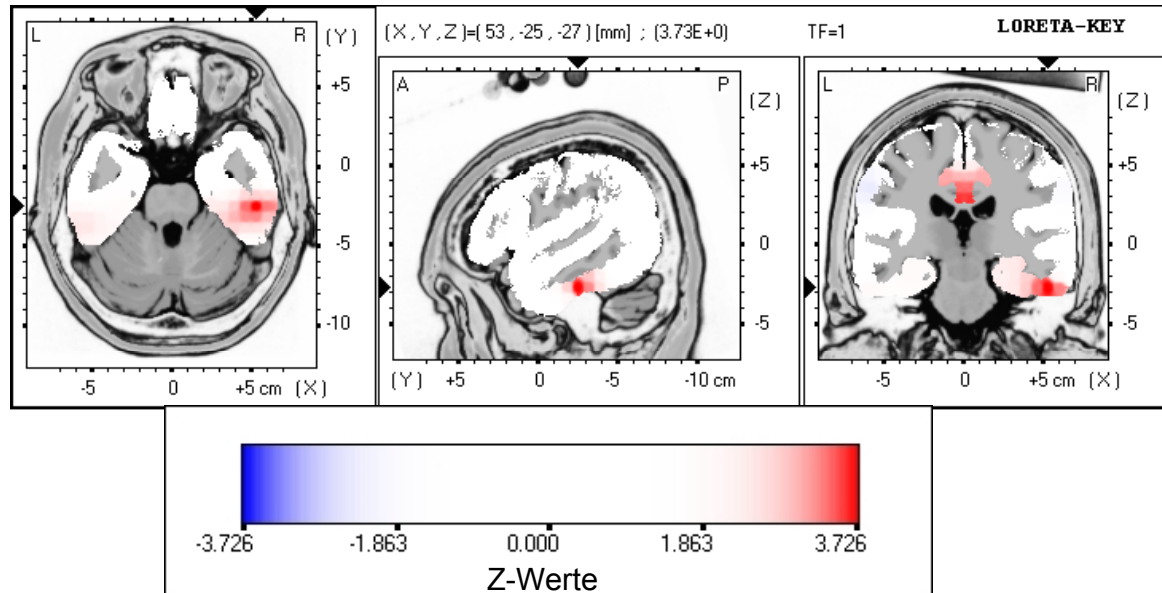 (X,Y,Z)=( 53 , -25 , -27 ) [mm] ; (3.73E+0) TF=1 LORETA-KEY
L R (Y)
+5
0
-5
-10
-5 0 +5 cm (X)
A P (Z)
+5
0
-5
(Y) +5 0 -5 -10 cm
L R (Z)
+5
0
-5
-5 0 +5 cm (X)
-3.726 -1.863 0.000 1.863 3.726
Z-Werte